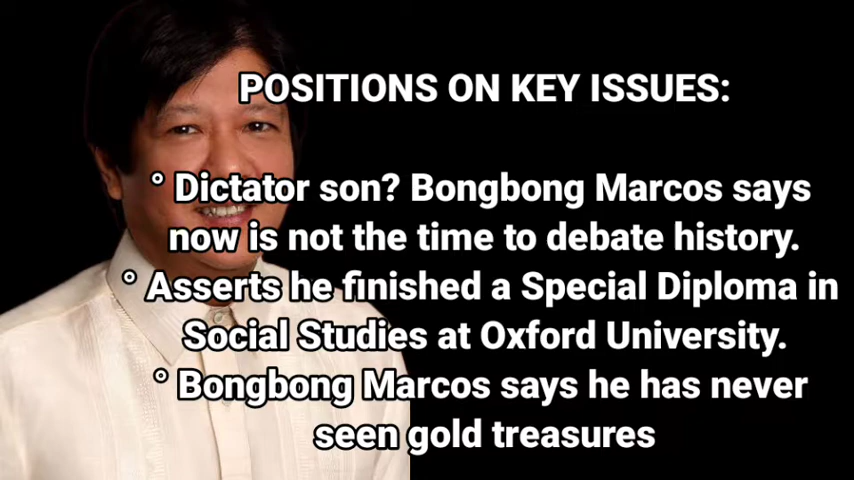 POSITIONS ON KEY ISSUES:
° Dictator son? Bongbong Marcos says
now is not the time to debate history.
° Asserts he finished a Special Diploma in
Social Studies at Oxford University.
° Bongbong Marcos says he has never
seen gold treasures